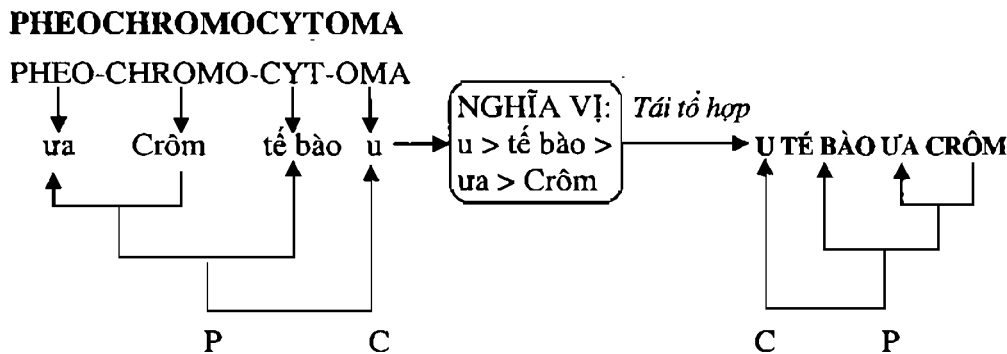 PHEOCHROMOCYTOMA
PHEO-CHROMO-CYT-OMA
ưa Crôm tế bào u
NGHĨA VỊ:
u > tế bào >
ưa > Crôm
Tái tổ hợp
U TÉ BÀO ƯA CRÔM
P C
C P